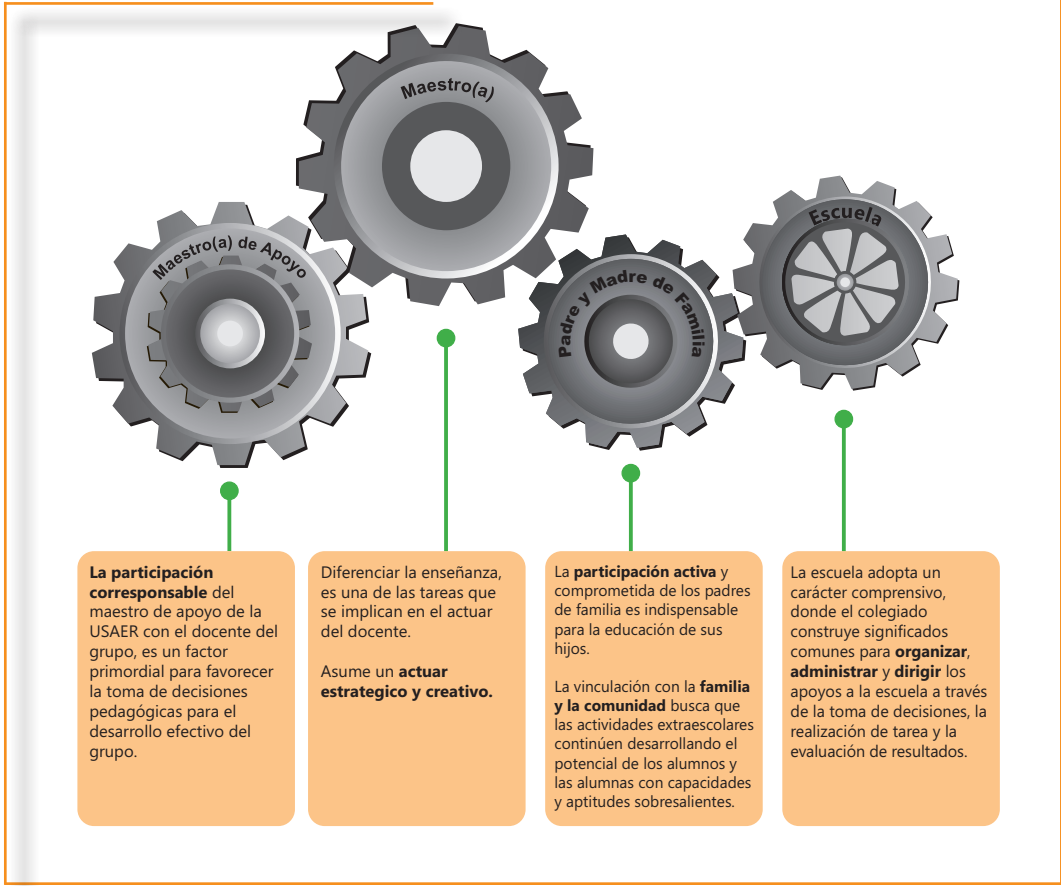 Maestro(a)
Maestro(a) de Apoyo
Padre y Madre de Familia
Escuela
La participación
corresponsable del
maestro de apoyo de la
USAER con el docente del
grupo, es un factor
primordial para favorecer
la toma de decisiones
pedagógicas para el
desarrollo efectivo del
grupo.
Diferenciar la enseñanza,
es una de las tareas que
se implican en el actuar
del docente.
Asume un actuar
estrategico y creativo.
La participación activa y
comprometida de los padres
de familia es indispensable
para la educación de sus
hijos.
La vinculación con la familia
y la comunidad busca que
las actividades extraescolares
continúen desarrollando el
potencial de los alumnos y
las alumnas con capacidades
y aptitudes sobresalientes.
La escuela adopta un
carácter comprensivo,
donde el colegiado
construye significados
comunes para organizar,
administrar y dirigir los
apoyos a la escuela a través
de la toma de decisiones, la
realización de tarea y la
evaluación de resultados.